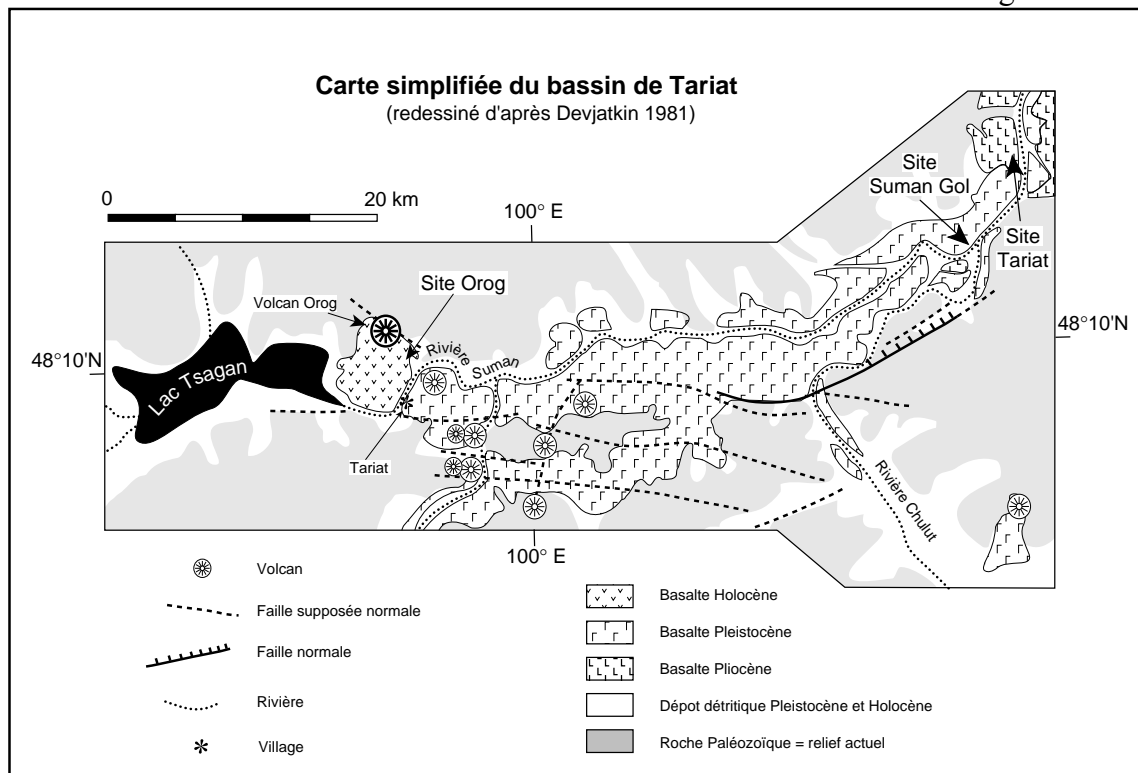 Carte simplifiée du bassin de Tariat
(redessiné d'après Devjatkin 1981)
0
20 km
100° E
Site
Suman Gol
Site
Tariat
Site Orog
Volcan Orog
48°10'N
48°10'N
Rivière
Suman
Lac Tsagan
Tariat
Rivière Chulut
100° E
Volcan
Faille supposée normale
Faille normale
Rivière
Village
Basalte Holocène
Basalte Pleistocène
Basalte Pliocène
Dépot détritique Pleistocène et Holocène
Roche Paléozoïque = relief actuel